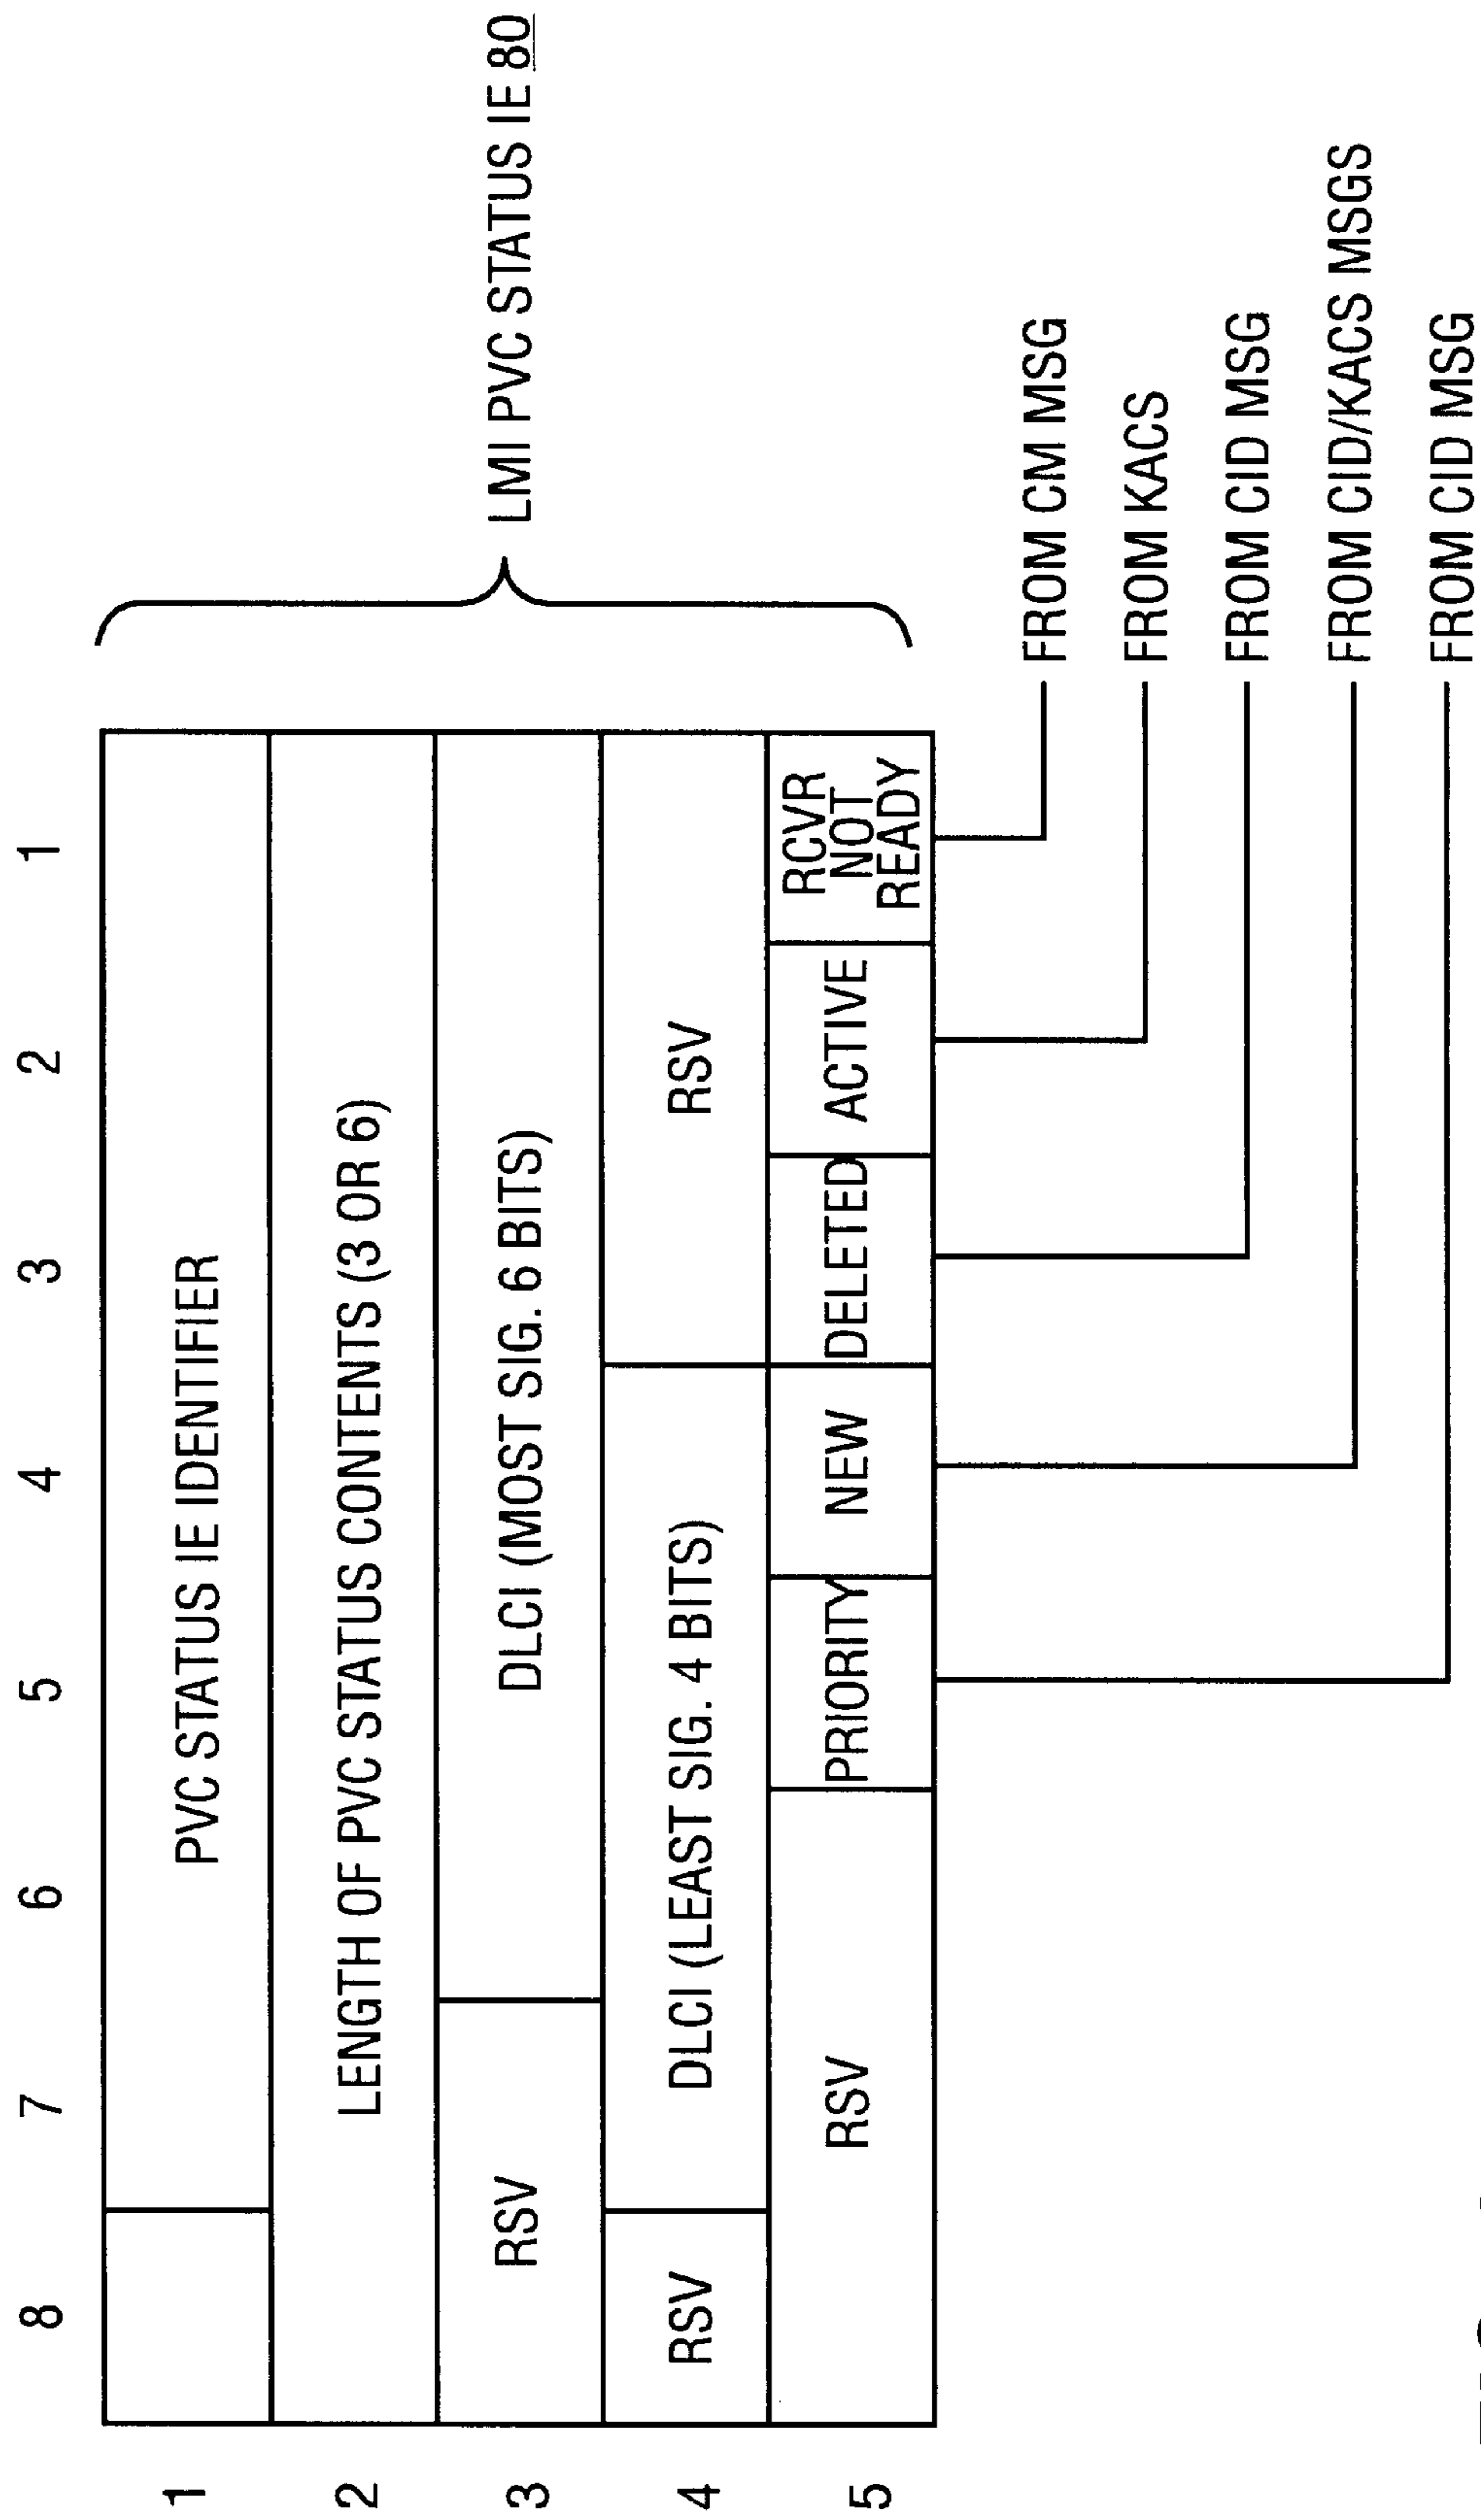 8 7 6 5 4 3 2 1
1 PVC STATUS IE IDENTIFIER
2 LENGTH OF PVC STATUS CONTENTS (3 OR 6)
3 RSV DLCI (MOST SIG. 6 BITS)
4 RSV DLCI (LEAST SIG. 4 BITS) RSV
5 RSV PRIORITY NEW DELETED ACTIVE RCVR
NOT
READY
LMI PVC STATUS IE 80
FROM CM MSG
FROM KACS
FROM CID MSG
FROM CID/KACS MSGS
FROM CID MSG